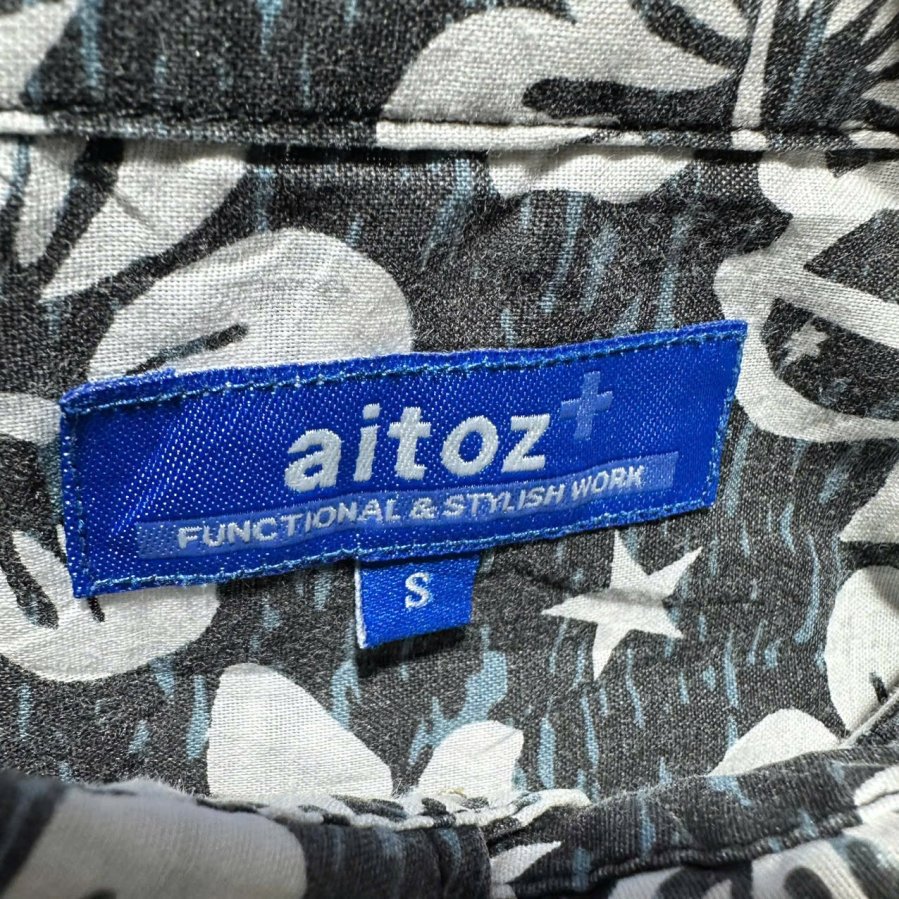 aitoz+
FUNCTIONAL & STYLISH WORK
S